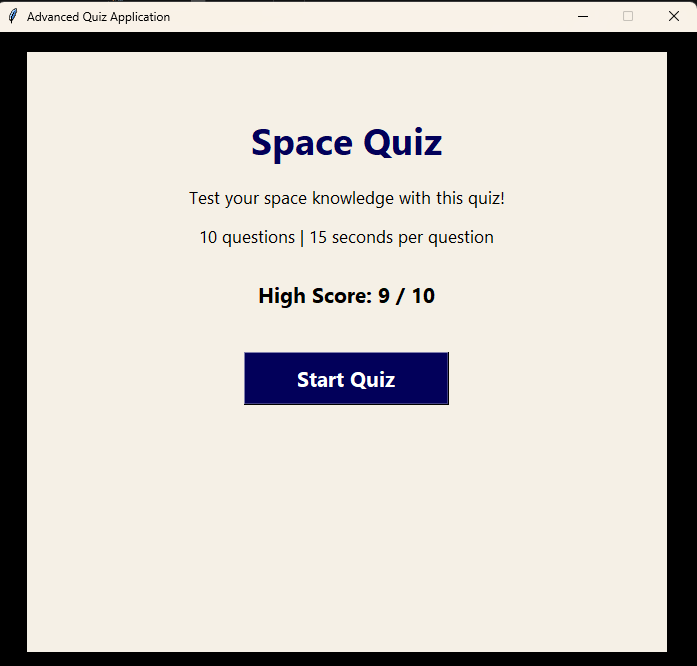 Advanced Quiz Application
Space Quiz
Test your space knowledge with this quiz!
10 questions | 15 seconds per question
High Score: 9 / 10
Start Quiz